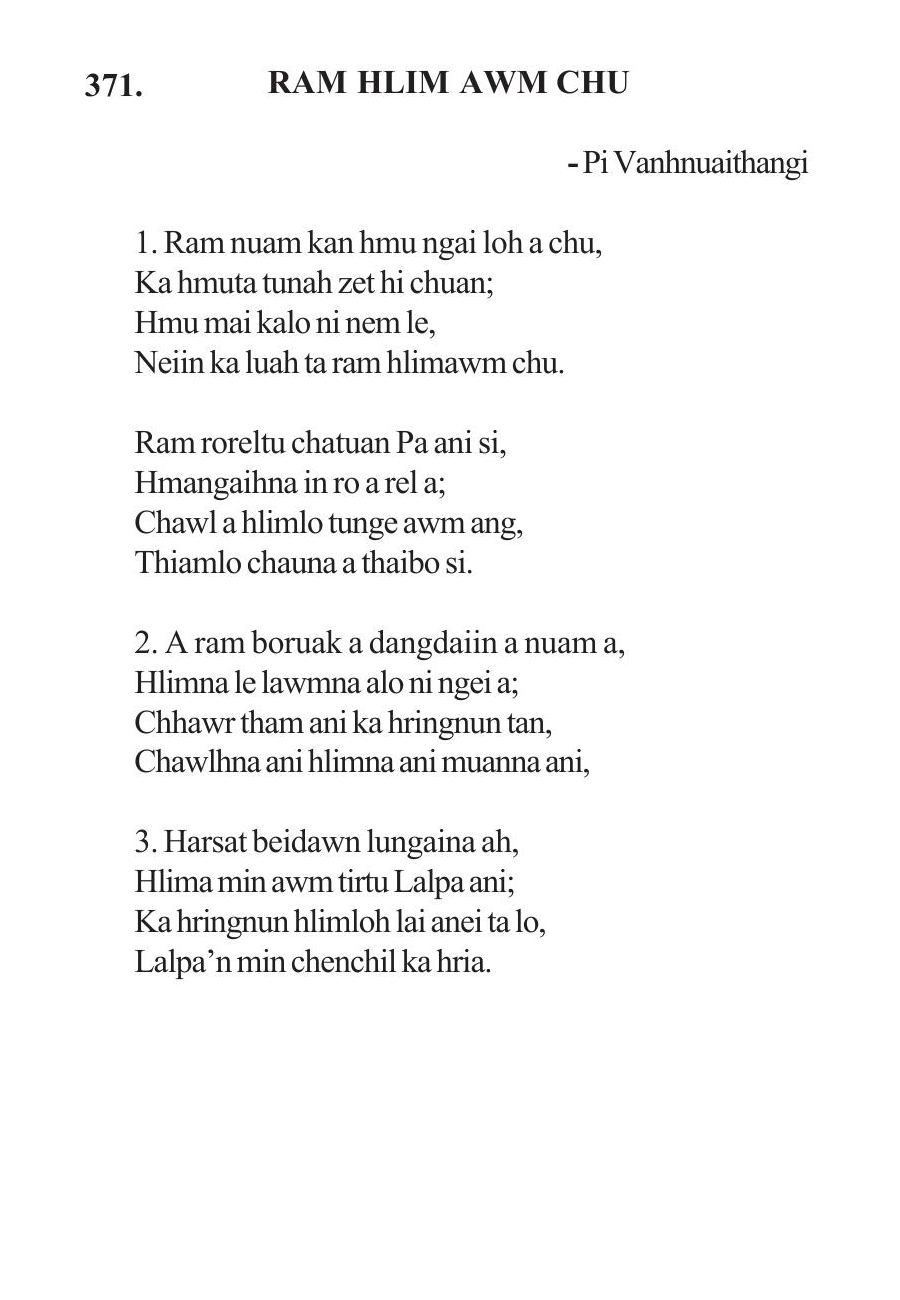 371. RAM HLIM AWM CHU
- Pi Vanhnuaithangi
1. Ram nuam kan hmu ngai loh a chu,
Ka hmuta tunah zet hi chuan;
Hmu mai kalo ni nem le,
Neiin ka luah ta ram hlimawm chu.
Ram roreltu chatuan Pa ani si,
Hmangaihna in ro a rel a;
Chawl a hlimlo tunge awm ang,
Thiamlo chauna a thaibo si.
2. A ram boruak a dangdaiin a nuam a,
Hlimna le lawmna alo ni ngei a;
Chhawr tham ani ka hringnun tan,
Chawlhna ani hlimna ani muanna ani,
3. Harsat beidawn lungaina ah,
Hlima min awm tirtu Lalpa ani;
Ka hringnun hlimloh lai anei ta lo,
Lalpa’n min chenchil ka hria.